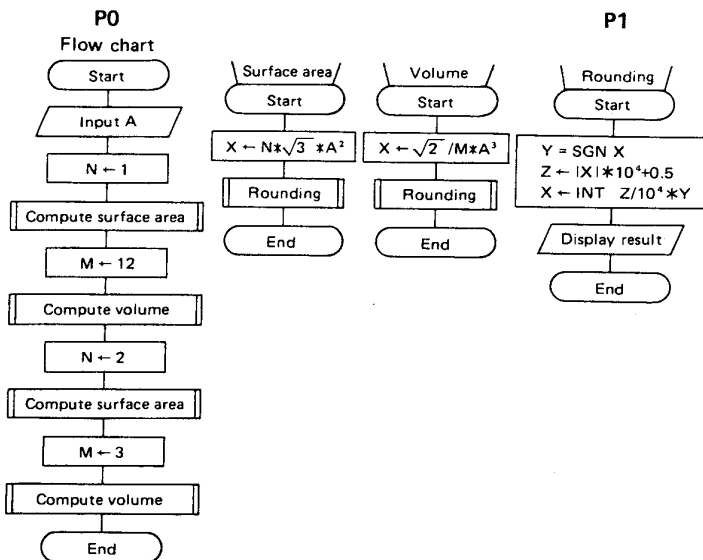 P0
Flow chart
Start
Input A
N ← 1
Compute surface area
M ← 12
Compute volume
N ← 2
Compute surface area
M ← 3
Compute volume
End
Surface area
Start
X ← N*√3 *A²
Rounding
End
Volume
Start
X ← √2 /M*A³
Rounding
End
P1
Rounding
Start
Y = SGN X
Z ← |X|*10⁴+0.5
X ← INT Z/10⁴*Y
Display result
End